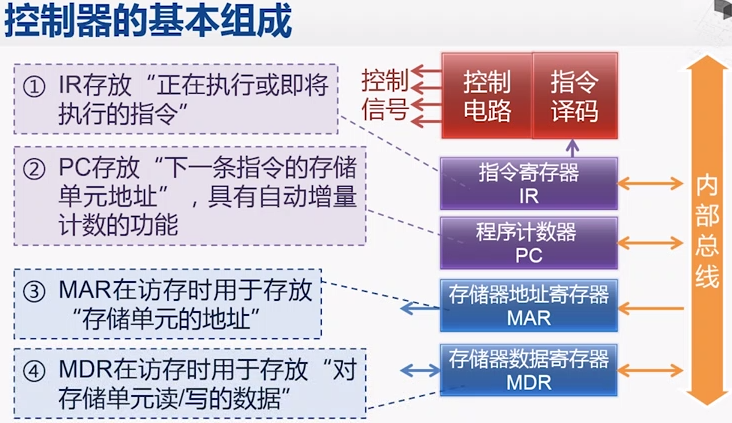 控制器的基本组成
① IR存放“正在执行或即将
执行的指令”
② PC存放“下一条指令的存储
单元地址”，具有自动增量
计数的功能
③ MAR在访存时用于存放
“存储单元的地址”
④ MDR在访存时用于存放“对
存储单元读/写的数据”
控制
信号
控制
电路
指令
译码
指令寄存器
IR
程序计数器
PC
存储器地址寄存器
MAR
存储器数据寄存器
MDR
内部总线